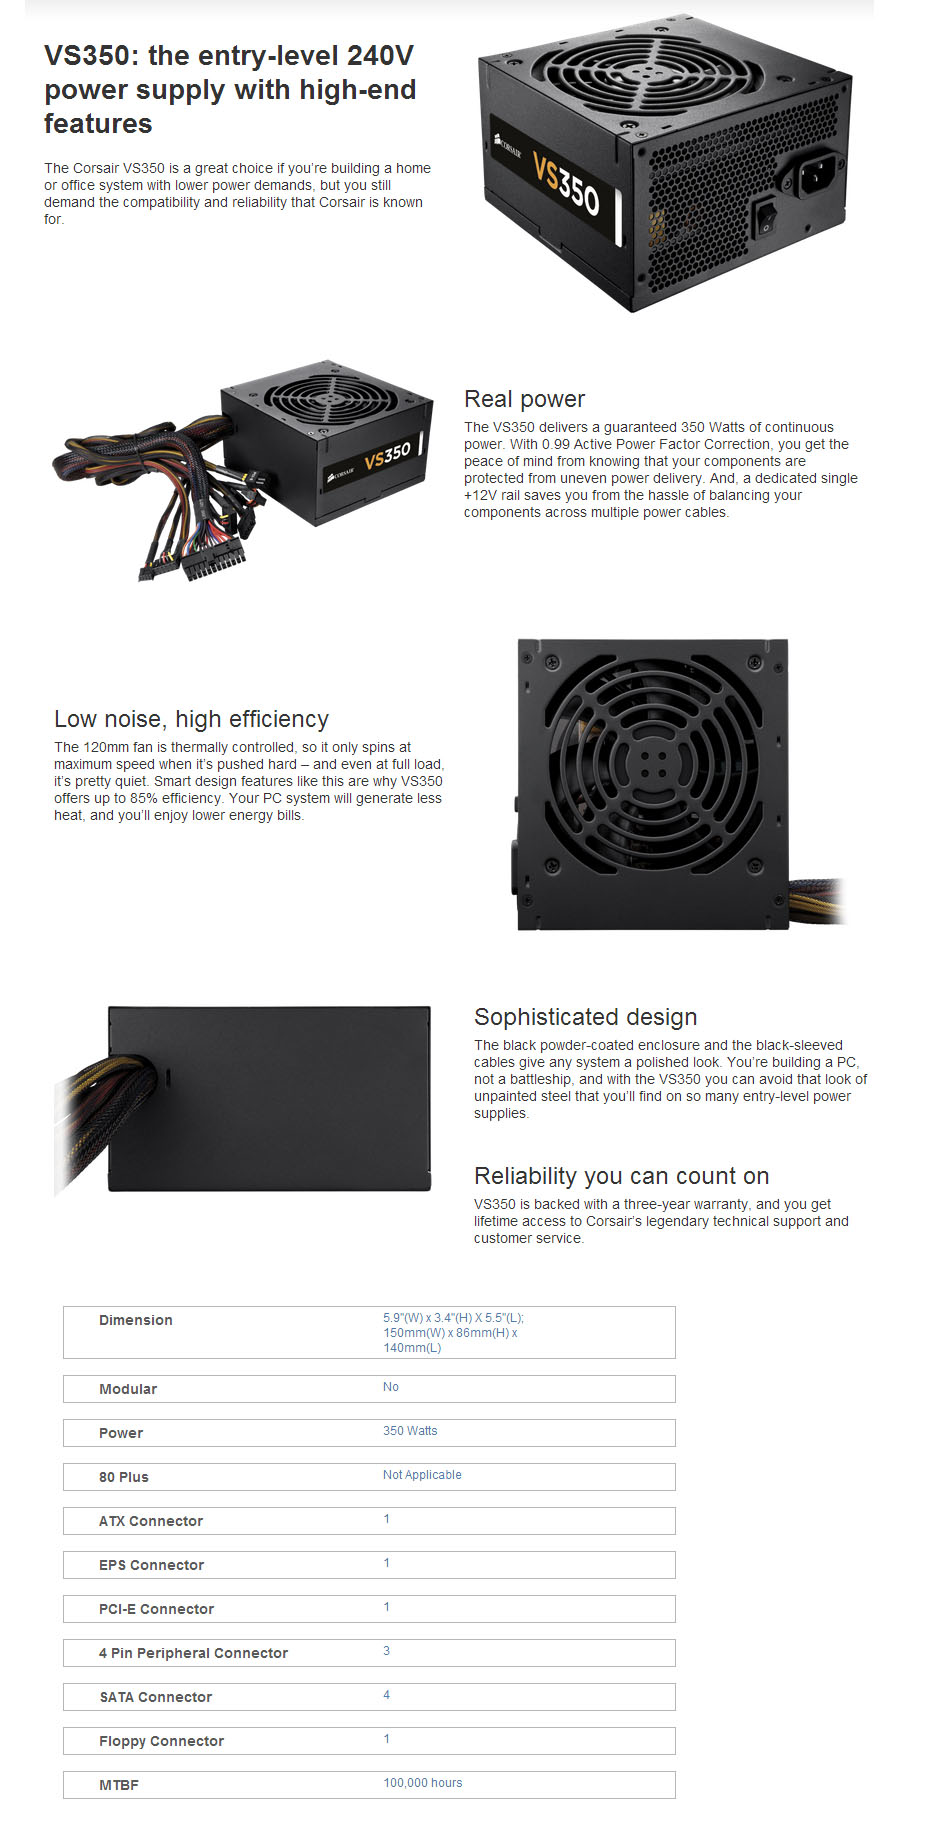 VS350: the entry-level 240V
power supply with high-end
features
The Corsair VS350 is a great choice if you're building a home
or office system with lower power demands, but you still
demand the compatibility and reliability that Corsair is known
for.
CORSAIR
VS350
CORSAIR
VS350
Real power
The VS350 delivers a guaranteed 350 Watts of continuous
power. With 0.99 Active Power Factor Correction, you get the
peace of mind from knowing that your components are
protected from uneven power delivery. And, a dedicated single
+12V rail saves you from the hassle of balancing your
components across multiple power cables.
Low noise, high efficiency
The 120mm fan is thermally controlled, so it only spins at
maximum speed when it's pushed hard – and even at full load,
it's pretty quiet. Smart design features like this are why VS350
offers up to 85% efficiency. Your PC system will generate less
heat, and you'll enjoy lower energy bills.
Sophisticated design
The black powder-coated enclosure and the black-sleeved
cables give any system a polished look. You're building a PC,
not a battleship, and with the VS350 you can avoid that look of
unpainted steel that you'll find on so many entry-level power
supplies.
Reliability you can count on
VS350 is backed with a three-year warranty, and you get
lifetime access to Corsair's legendary technical support and
customer service.
Dimension 5.9"(W) x 3.4"(H) X 5.5"(L);
150mm(W) x 86mm(H) x
140mm(L)
Modular No
Power 350 Watts
80 Plus Not Applicable
ATX Connector 1
EPS Connector 1
PCI-E Connector 1
4 Pin Peripheral Connector 3
SATA Connector 4
Floppy Connector 1
MTBF 100,000 hours